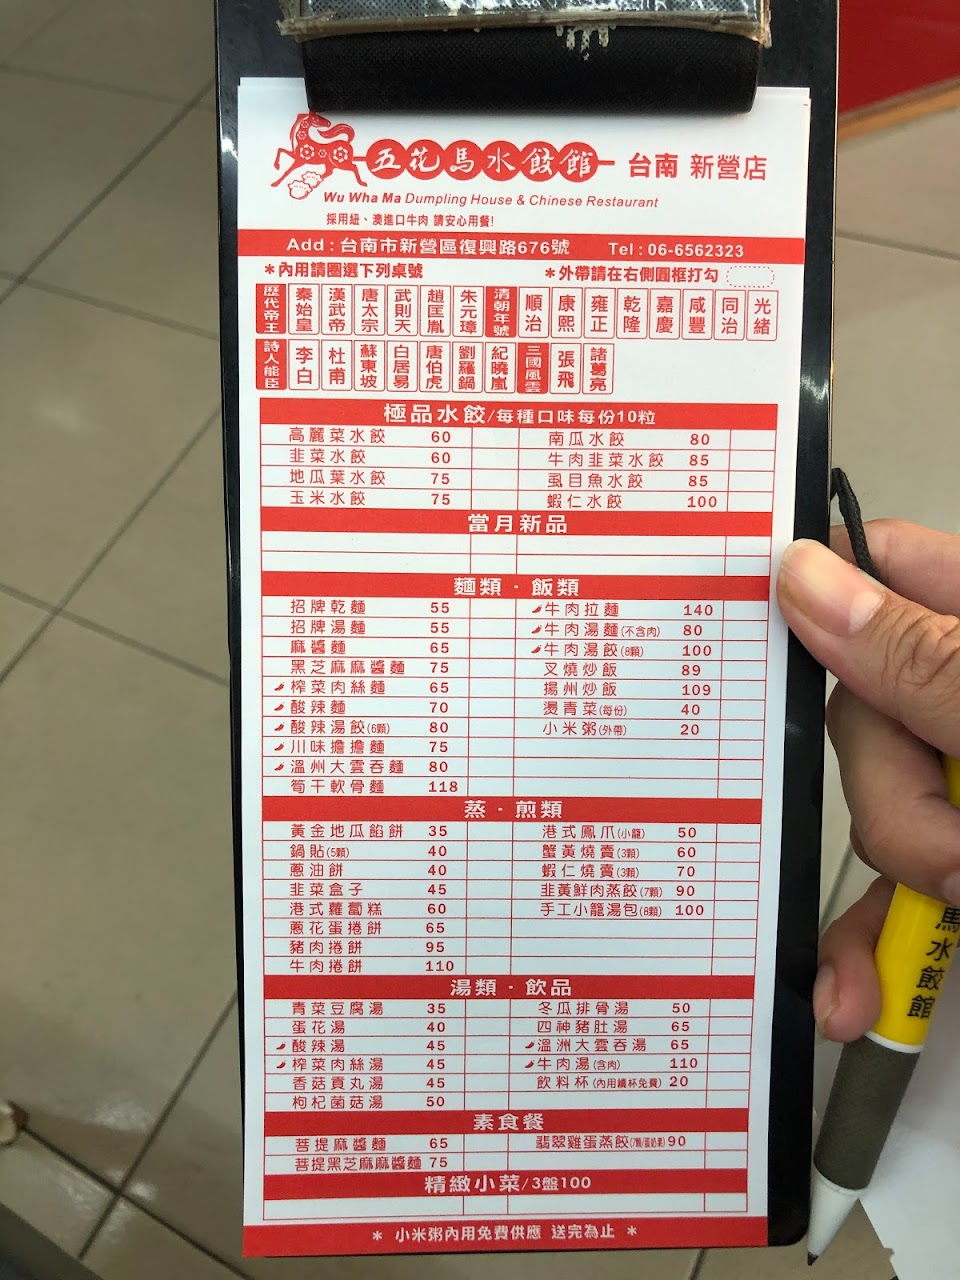 五花馬水餃館 台南 新營店
Wu Wha Ma Dumpling House & Chinese Restaurant
採用紐、澳進口牛肉 請安心用餐!
Add : 台南市新營區復興路676號 Tel : 06-6562323
＊內用請圈選下列桌號 ＊外帶請在右側圓框打勾
歷代帝王 秦始皇 漢武帝 唐太宗 武則天 趙匡胤 朱元璋 清朝年號 順治 康熙 雍正 乾隆 嘉慶 咸豐 同治 光緒
詩人能臣 李白 杜甫 蘇東坡 白居易 唐伯虎 劉羅鍋 紀曉嵐 三國風雲 張飛 諸葛亮
極品水餃/每種口味每份10粒
高麗菜水餃 60 南瓜水餃 80
韭菜水餃 60 牛肉韭菜水餃 85
地瓜葉水餃 75 虱目魚水餃 85
玉米水餃 75 蝦仁水餃 100
當月新品
麵類．飯類
招牌乾麵 55 牛肉拉麵 140
招牌湯麵 55 牛肉湯麵(不含肉) 80
麻醬麵 65 牛肉湯餃(8顆) 100
黑芝麻麻醬麵 75 叉燒炒飯 89
榨菜肉絲麵 65 揚州炒飯 109
酸辣麵 70 燙青菜(每份) 40
酸辣湯餃(6顆) 80 小米粥(外帶) 20
川味擔擔麵 75
溫州大雲吞麵 80
筍干軟骨麵 118
蒸．煎類
黃金地瓜餡餅 35 港式鳳爪(小籠) 50
鍋貼(5顆) 40 蟹黃燒賣(3顆) 60
蔥油餅 40 蝦仁燒賣(3顆) 70
韭菜盒子 45 韭黃鮮肉蒸餃(7顆) 90
港式蘿蔔糕 60 手工小籠湯包(8顆) 100
蔥花蛋捲餅 65
豬肉捲餅 95
牛肉捲餅 110
湯類．飲品
青菜豆腐湯 35 冬瓜排骨湯 50
蛋花湯 40 四神豬肚湯 65
酸辣湯 45 溫洲大雲吞湯 65
榨菜肉絲湯 45 牛肉湯(含肉) 110
香菇貢丸湯 45 飲料杯(內用續杯免費) 20
枸杞菌菇湯 50
素食餐
菩提麻醬麵 65 翡翠雞蛋蒸餃(7顆/蛋奶素) 90
菩提黑芝麻麻醬麵 75
精緻小菜/3盤100
＊ 小米粥內用免費供應 送完為止 ＊
馬水餃館